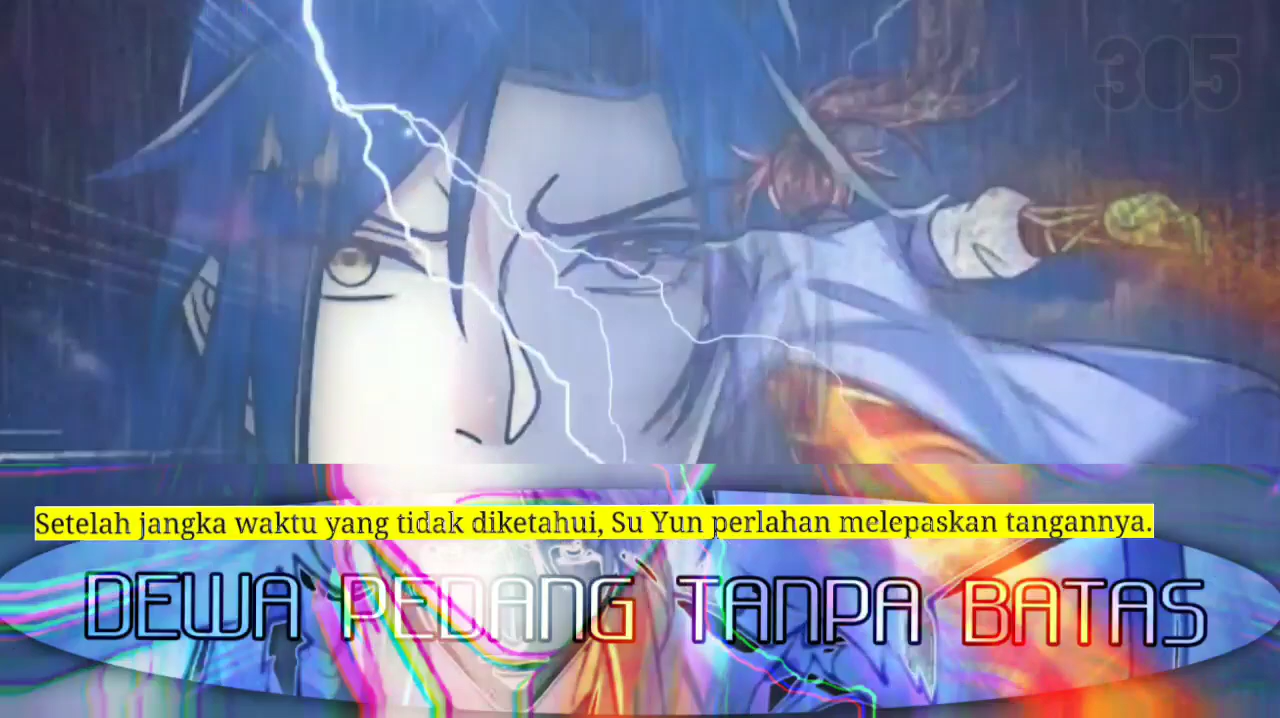 305
Setelah jangka waktu yang tidak diketahui, Su Yun perlahan melepaskan tangannya.
DEWA PEDANG TANPA BATAS